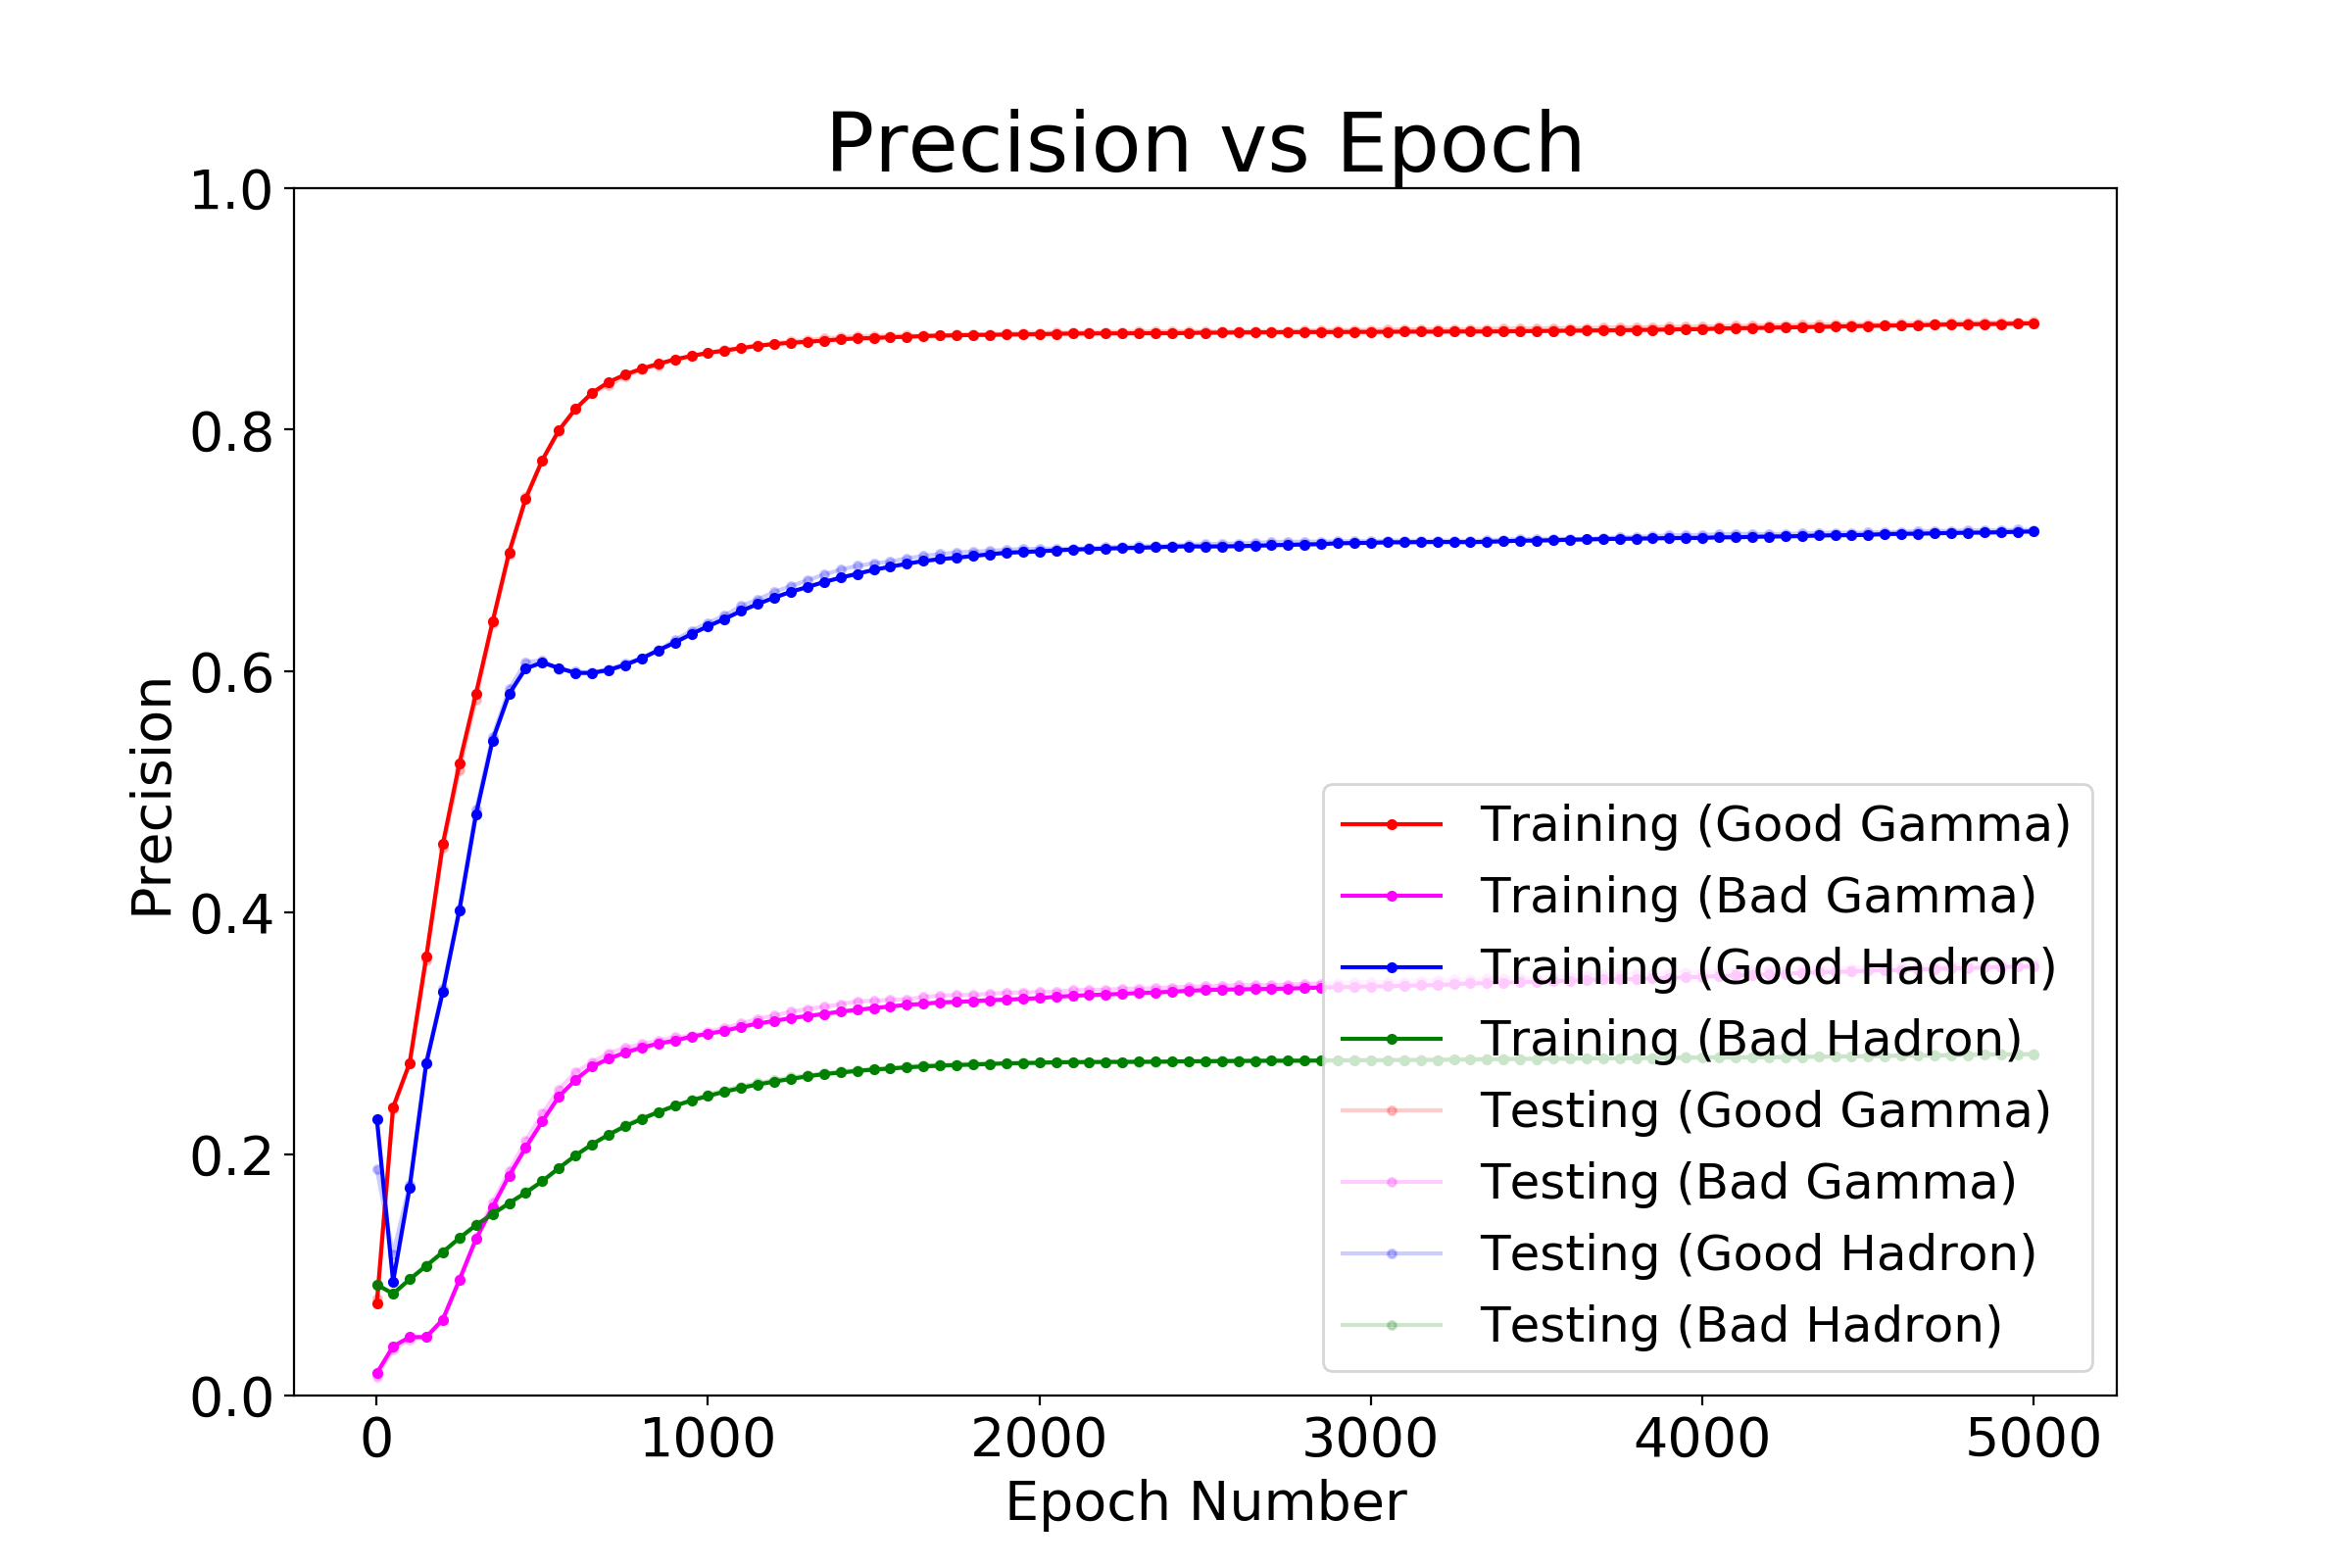 Precision vs Epoch
1.0
0.8
0.6
0.4
0.2
0.0
Precision
Training (Good Gamma)
Training (Bad Gamma)
Training (Good Hadron)
Training (Bad Hadron)
Testing (Good Gamma)
Testing (Bad Gamma)
Testing (Good Hadron)
Testing (Bad Hadron)
0 1000 2000 3000 4000 5000
Epoch Number